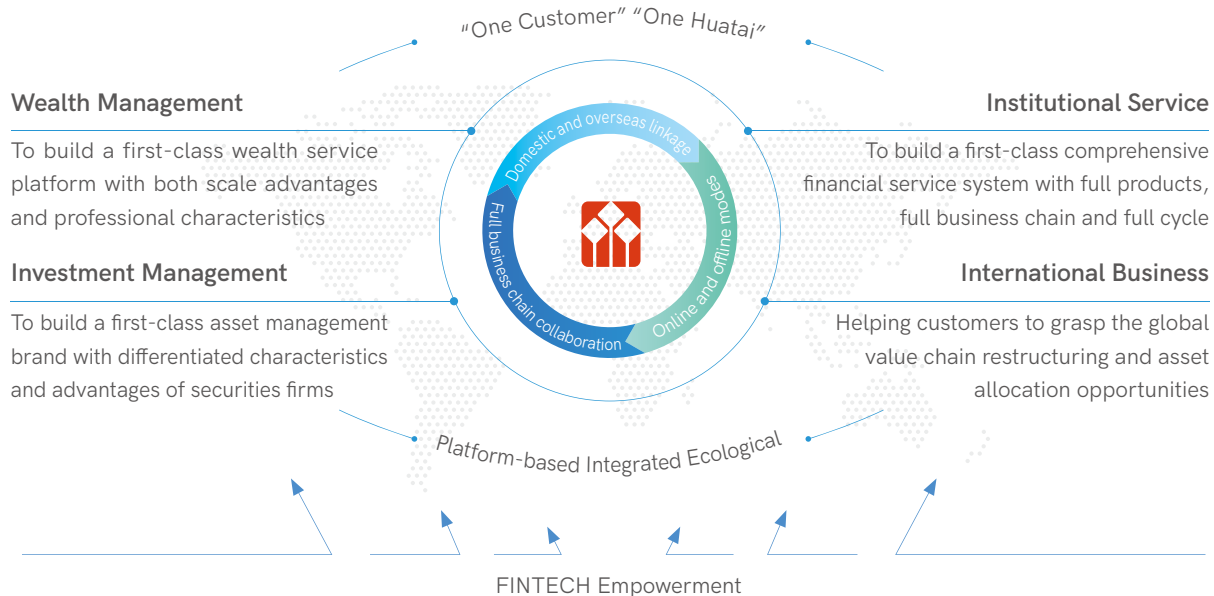 “One Customer” “One Huatai”
Wealth Management
To build a first-class wealth service
platform with both scale advantages
and professional characteristics
Institutional Service
To build a first-class comprehensive
financial service system with full products,
full business chain and full cycle
Domestic and overseas linkage
Online and offline modes
Full business chain collaboration
Investment Management
To build a first-class asset management
brand with differentiated characteristics
and advantages of securities firms
International Business
Helping customers to grasp the global
value chain restructuring and asset
allocation opportunities
Platform-based Integrated Ecological
FINTECH Empowerment